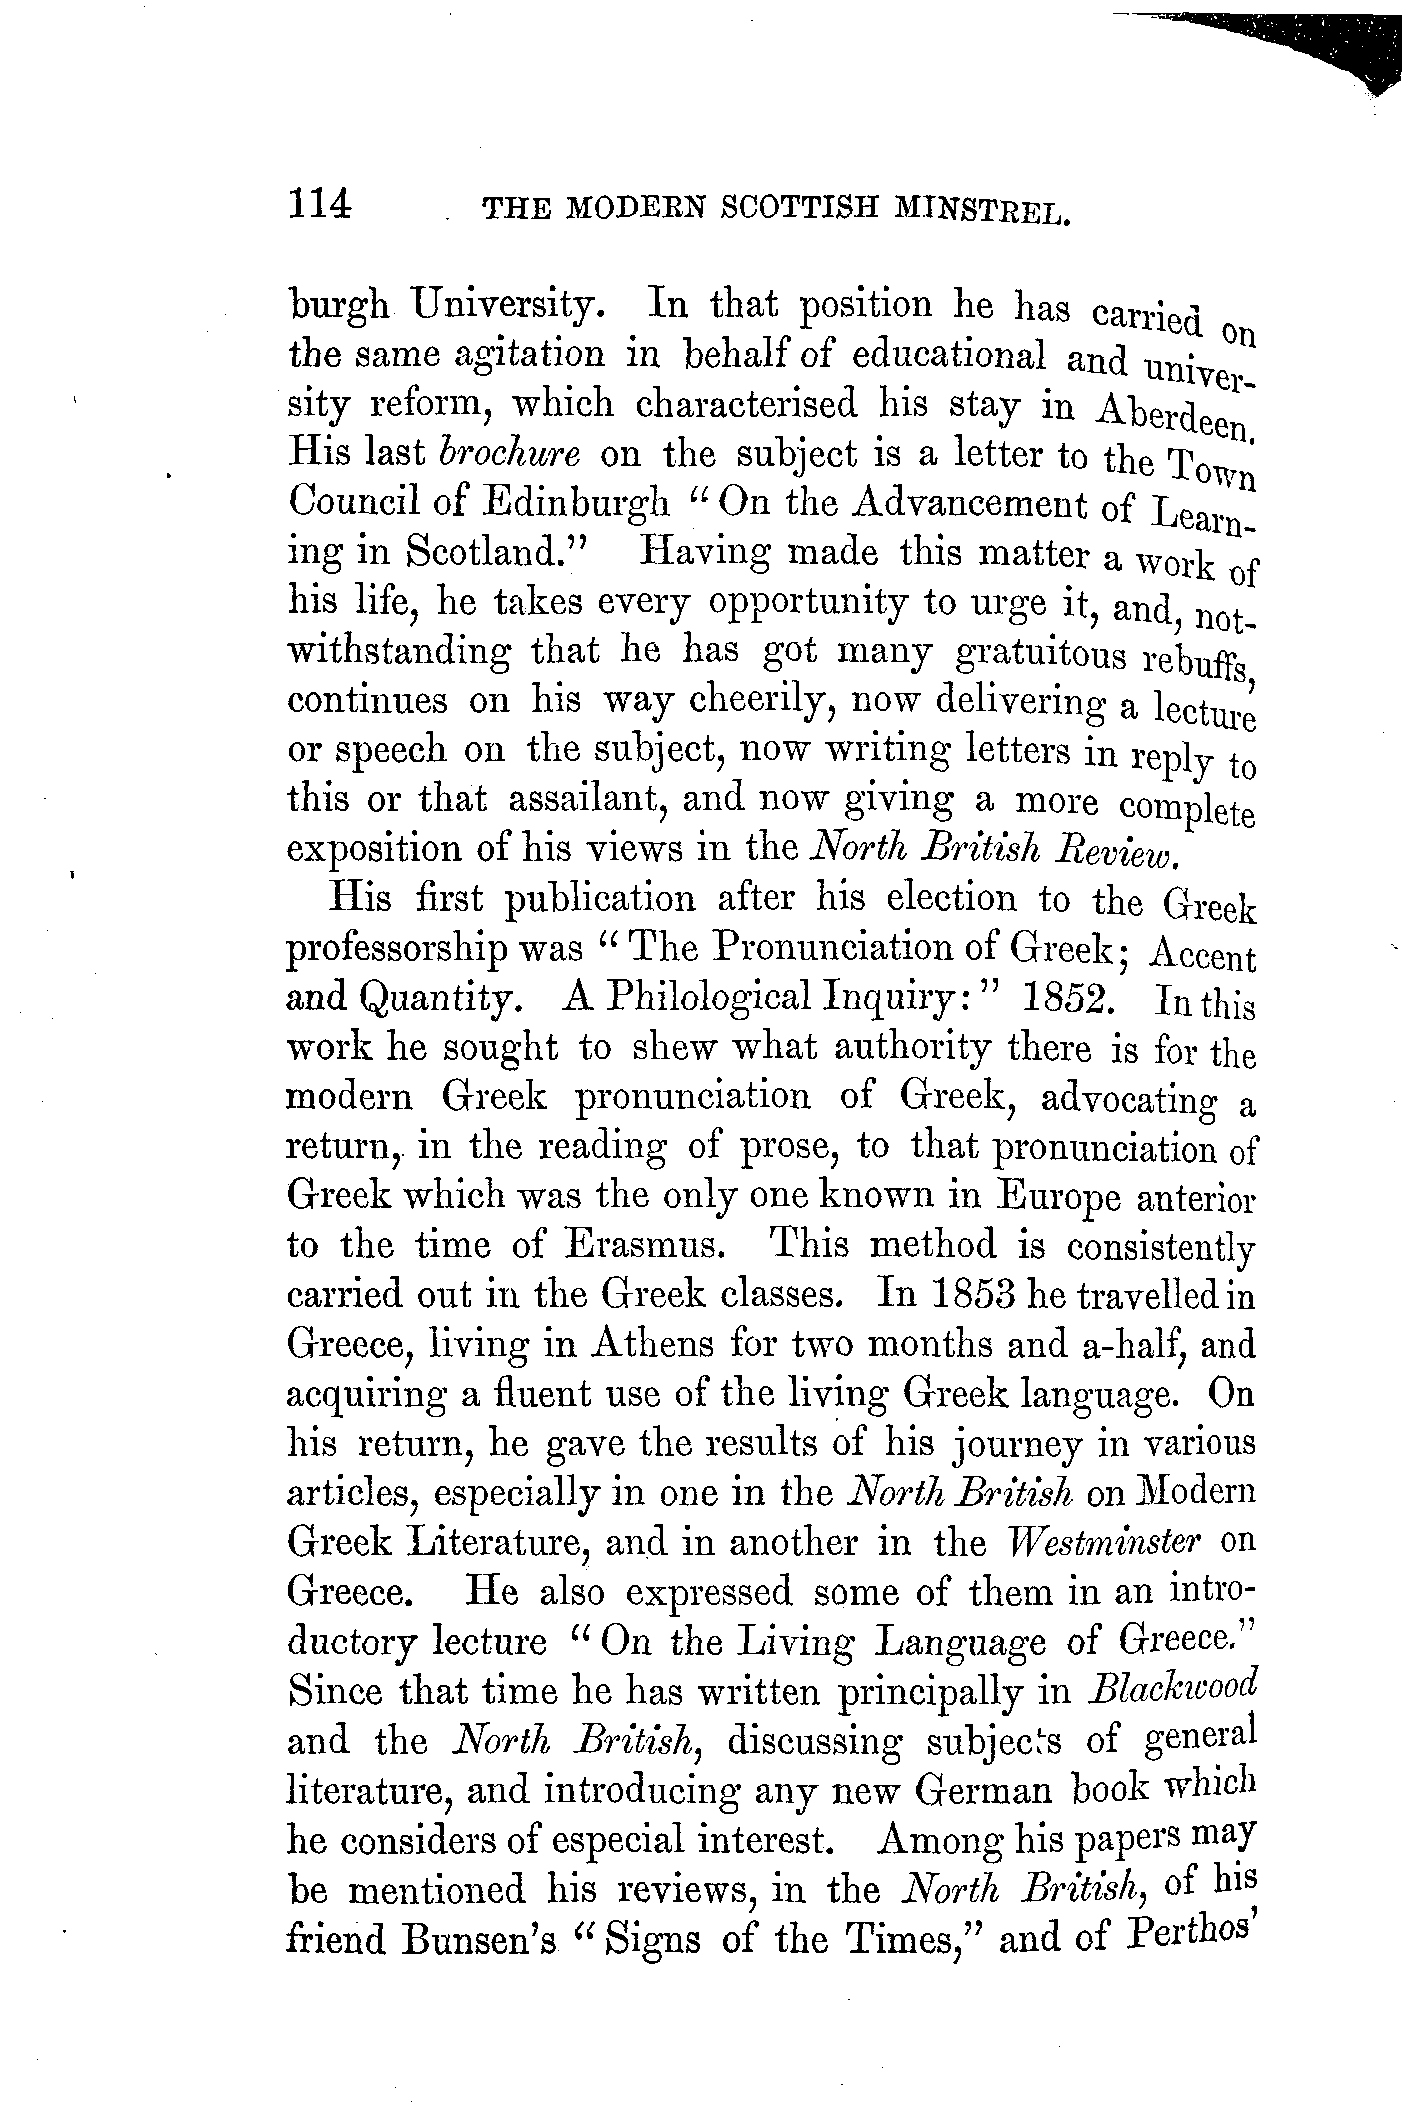 114 THE MODERN SCOTTISH MINSTREL.
burgh University. In that position he has carried on
the same agitation in behalf of educational and univer-
sity reform, which characterised his stay in Aberdeen.
His last brochure on the subject is a letter to the Town
Council of Edinburgh "On the Advancement of Learn-
ing in Scotland." Having made this matter a work of
his life, he takes every opportunity to urge it, and, not-
withstanding that he has got many gratuitous rebuffs,
continues on his way cheerily, now delivering a lecture
or speech on the subject, now writing letters in reply to
this or that assailant, and now giving a more complete
exposition of his views in the North British Review.
His first publication after his election to the Greek
professorship was "The Pronunciation of Greek; Accent
and Quantity. A Philological Inquiry:" 1852. In this
work he sought to shew what authority there is for the
modern Greek pronunciation of Greek, advocating a
return, in the reading of prose, to that pronunciation of
Greek which was the only one known in Europe anterior
to the time of Erasmus. This method is consistently
carried out in the Greek classes. In 1853 he travelled in
Greece, living in Athens for two months and a-half, and
acquiring a fluent use of the living Greek language. On
his return, he gave the results of his journey in various
articles, especially in one in the North British on Modern
Greek Literature, and in another in the Westminster on
Greece. He also expressed some of them in an intro-
ductory lecture "On the Living Language of Greece."
Since that time he has written principally in Blackwood
and the North British, discussing subjects of general
literature, and introducing any new German book which
he considers of especial interest. Among his papers may
be mentioned his reviews, in the North British, of his
friend Bunsen's "Signs of the Times," and of Perthos'